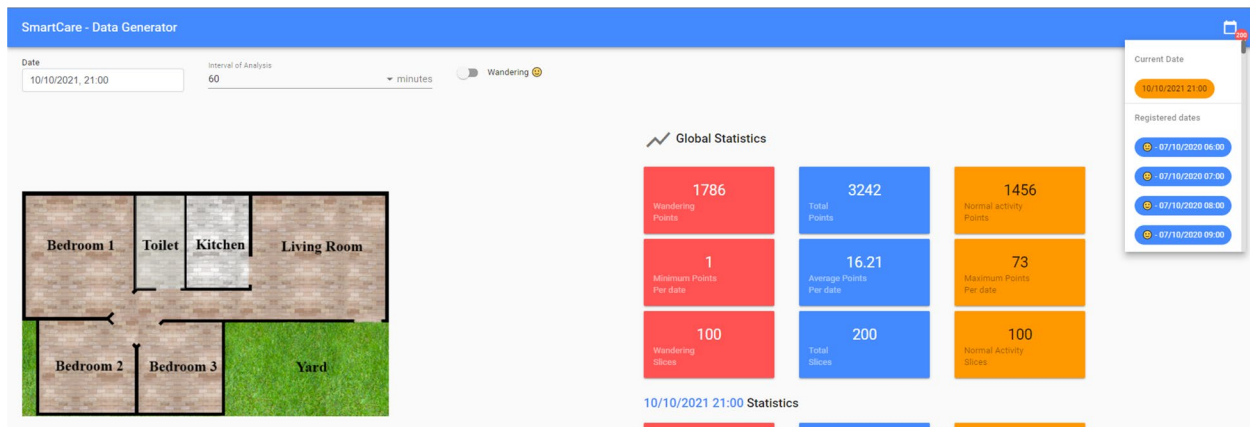 SmartCare - Data Generator
200
Date
10/10/2021, 21:00
Interval of Analysis
60
minutes
Wandering
Current Date
10/10/2021 21:00
Registered dates
- 07/10/2020 06:00
- 07/10/2020 07:00
- 07/10/2020 08:00
- 07/10/2020 09:00
Bedroom 1
Toilet
Kitchen
Living Room
Bedroom 2
Bedroom 3
Yard
Global Statistics
1786
Wandering
Points
3242
Total
Points
1456
Normal activity
Points
1
Minimum Points
Per date
16.21
Average Points
Per date
73
Maximum Points
Per date
100
Wandering
Slices
200
Total
Slices
100
Normal Activity
Slices
10/10/2021 21:00 Statistics